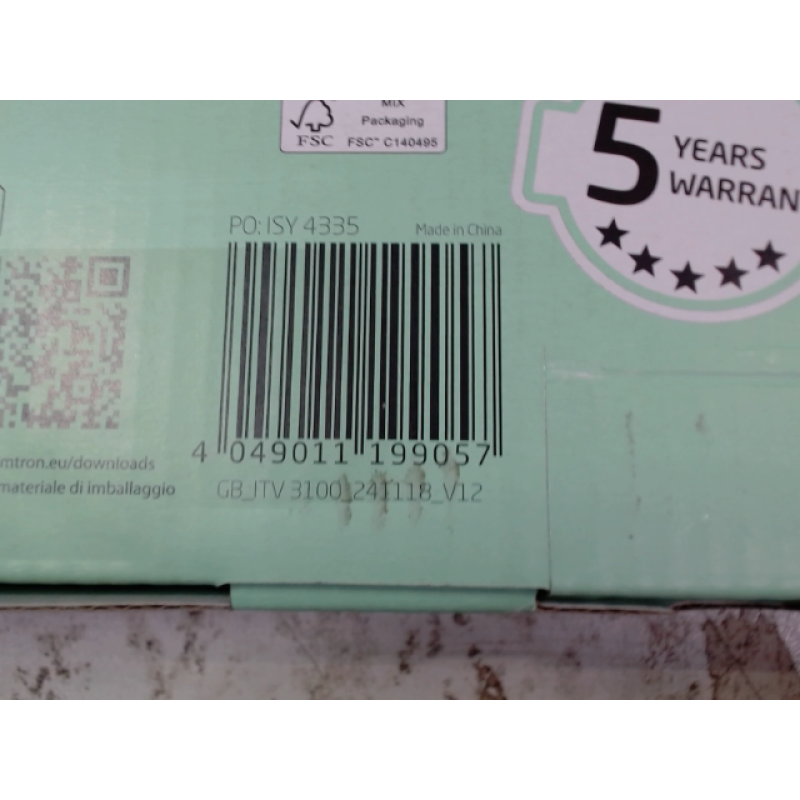 MIX
Packaging
FSC FSC™ C140495
5 YEARS
WARRAN
PO: ISY 4335
Made in China
4 049011 199057
mtron.eu/downloads
materiale di imballaggio
GB_ITV 3100_241118_V12